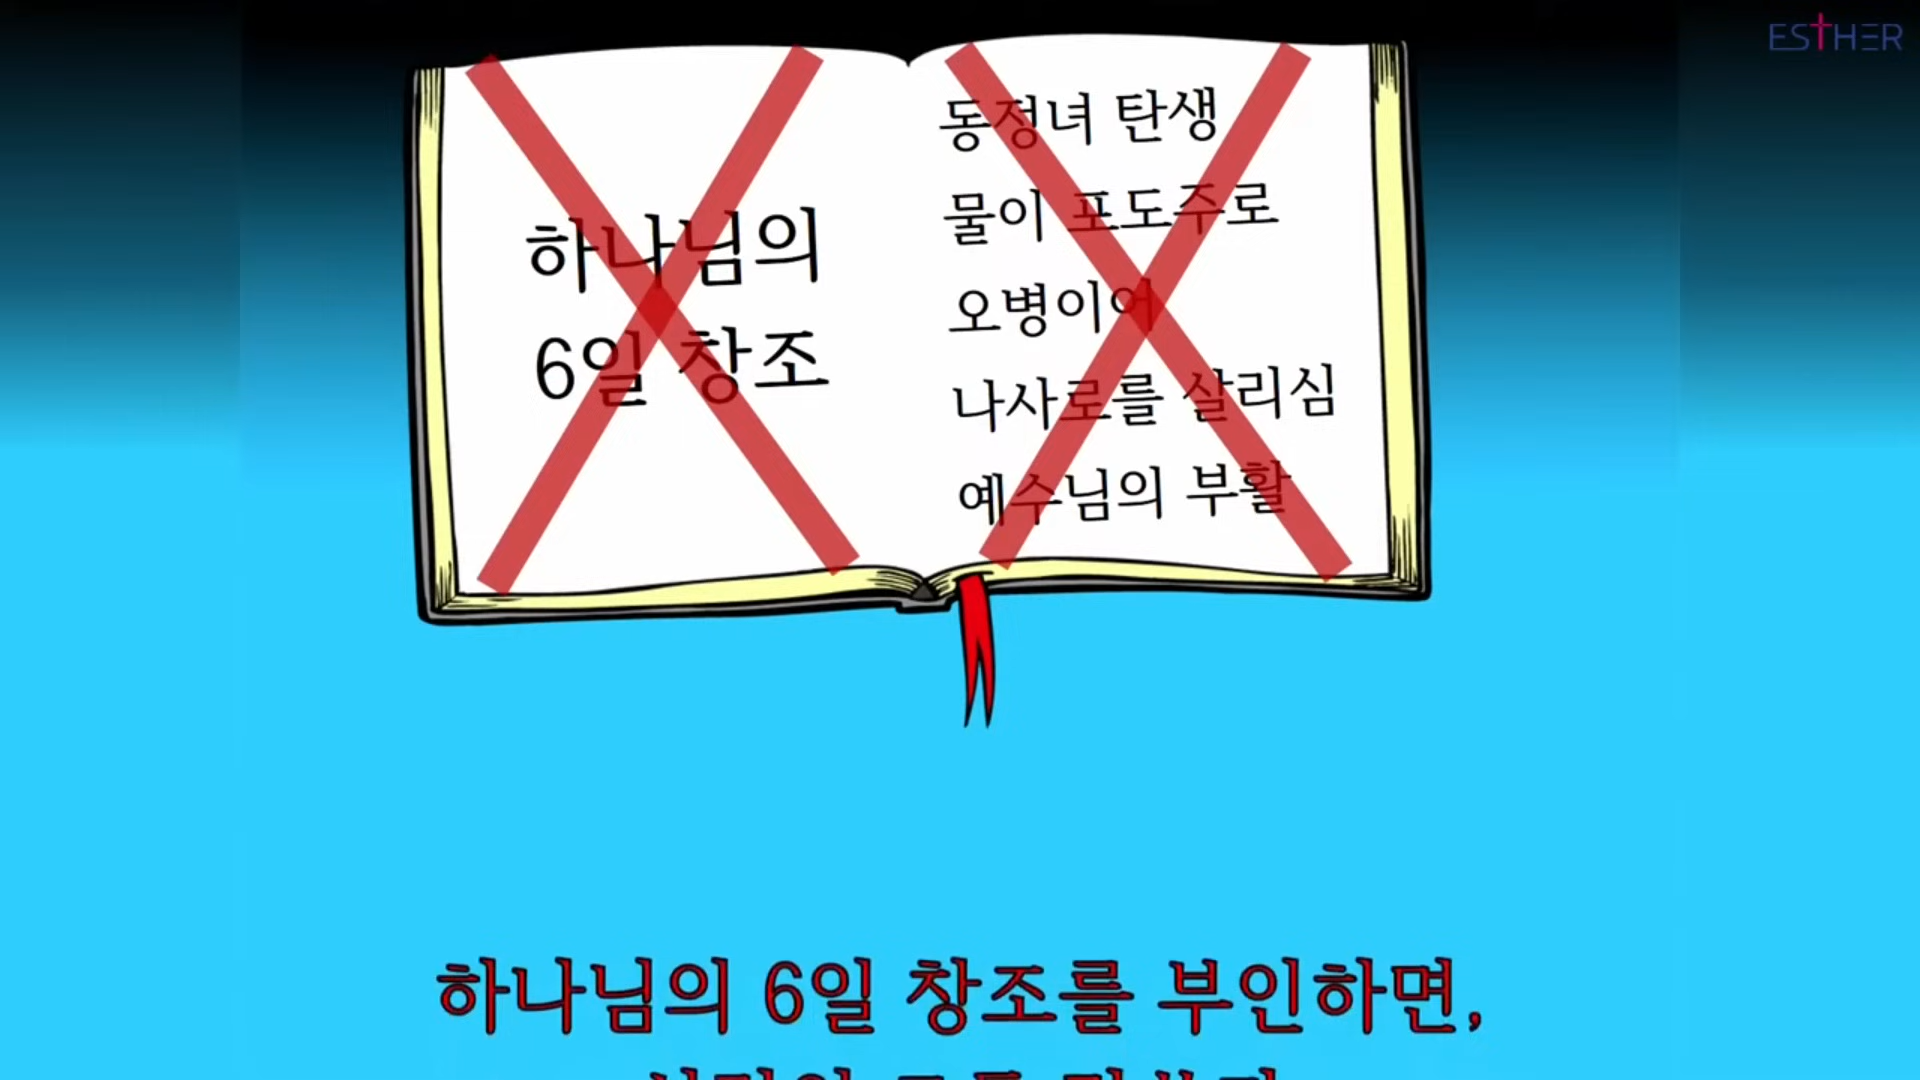 ESTHER
하나님의
6일 창조
동정녀 탄생
물이 포도주로
오병이어
나사로를 살리심
예수님의 부활
하나님의 6일 창조를 부인하면,